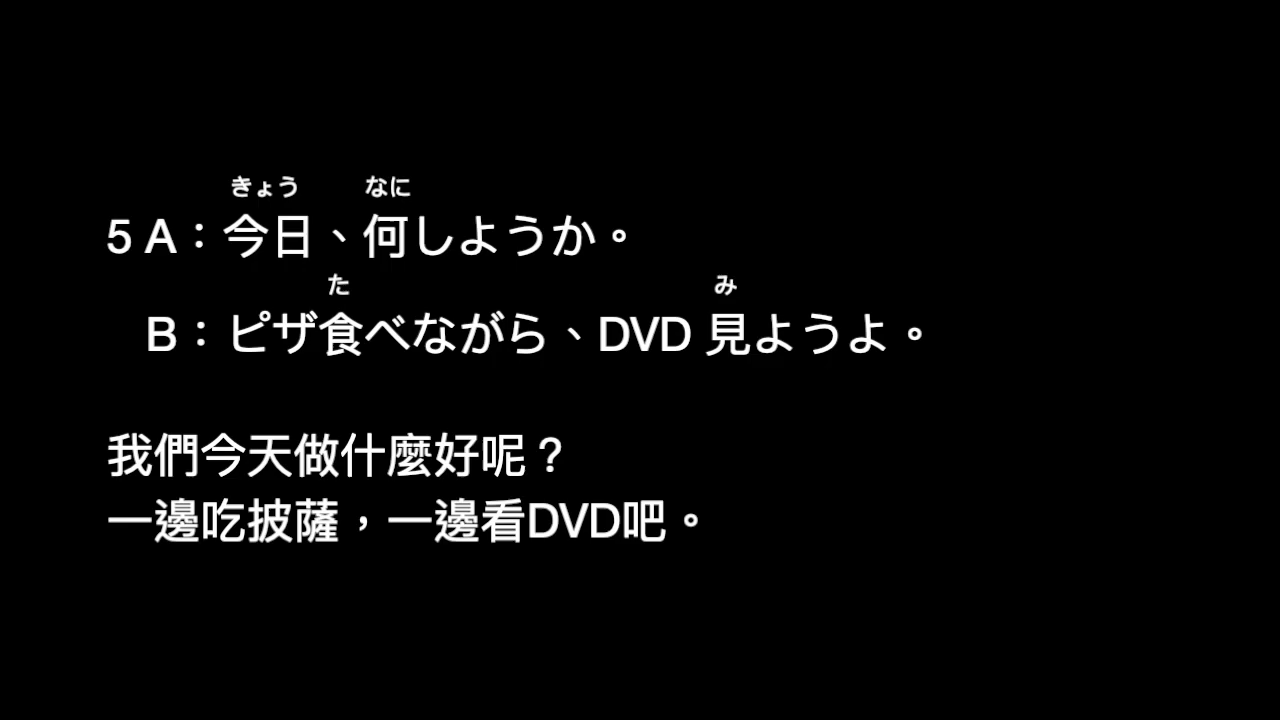 きょう なに
5 A：今日、何しようか。
た み
B：ピザ食べながら、DVD 見ようよ。
我們今天做什麼好呢？
一邊吃披薩，一邊看DVD吧。